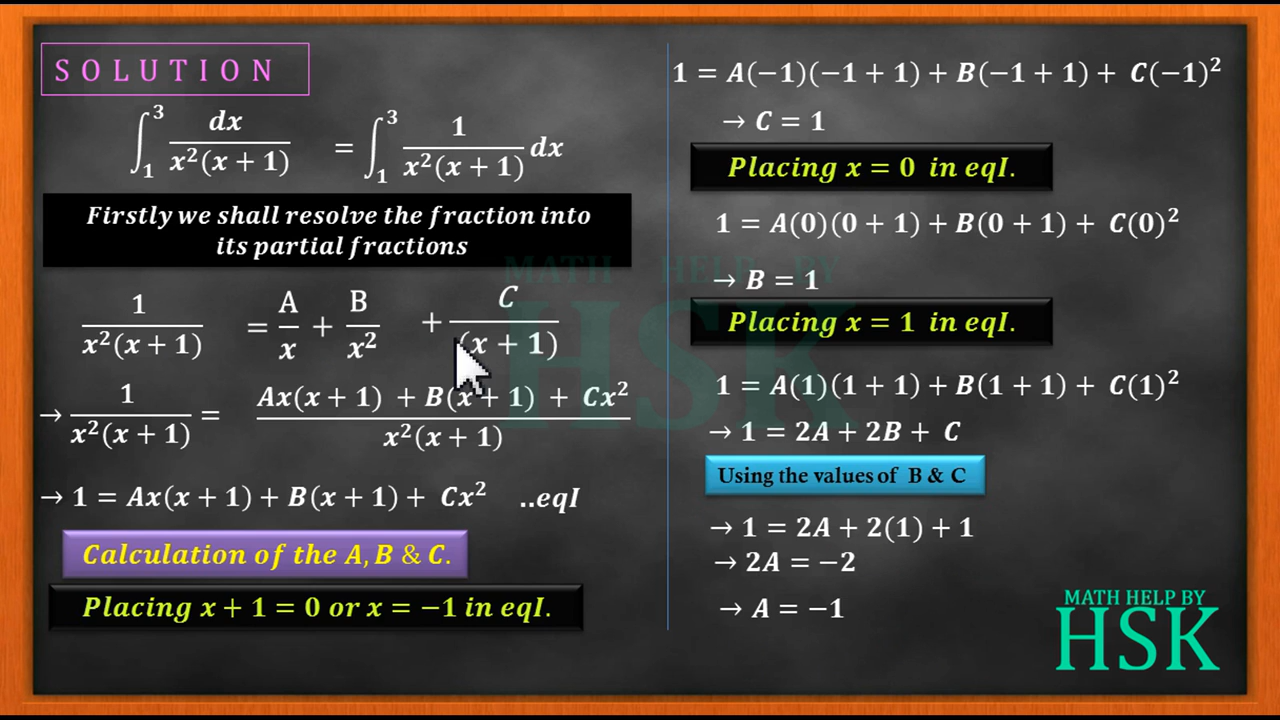 SOLUTION
∫₁³ dx / x²(x + 1) = ∫₁³ 1 / x²(x + 1) dx
Firstly we shall resolve the fraction into
its partial fractions
1 / x²(x + 1) = A / x + B / x² + C / (x + 1)
→ 1 / x²(x + 1) = Ax(x + 1) + B(x + 1) + Cx² / x²(x + 1)
→ 1 = Ax(x + 1) + B(x + 1) + Cx² ..eqI
Calculation of the A, B & C.
Placing x + 1 = 0 or x = −1 in eqI.
1 = A(−1)(−1 + 1) + B(−1 + 1) + C(−1)²
→ C = 1
Placing x = 0 in eqI.
1 = A(0)(0 + 1) + B(0 + 1) + C(0)²
→ B = 1
Placing x = 1 in eqI.
1 = A(1)(1 + 1) + B(1 + 1) + C(1)²
→ 1 = 2A + 2B + C
Using the values of B & C
→ 1 = 2A + 2(1) + 1
→ 2A = −2
→ A = −1
MATH HELP BY
HSK
MATH HELP BY
HSK